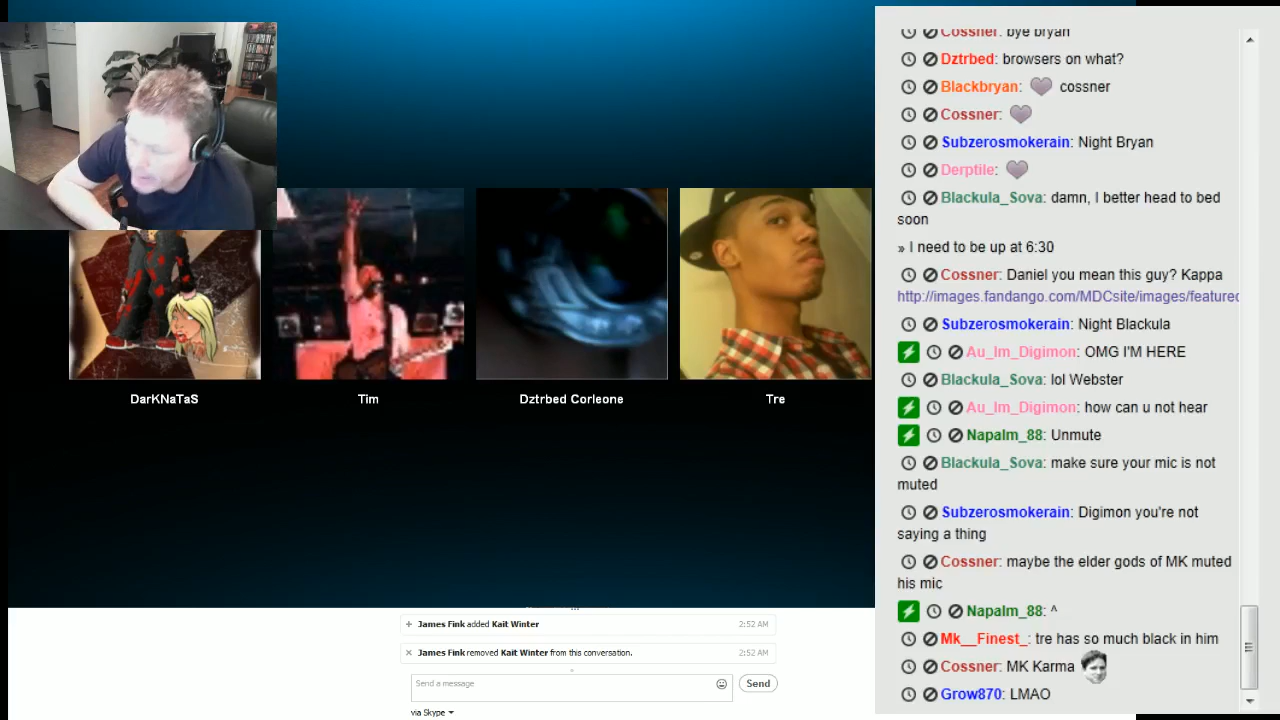 DarKNaTaS
Tim
Dztrbed Corleone
Tre
James Fink added Kait Winter 2:52 AM
James Fink removed Kait Winter from this conversation. 2:52 AM
Send a message
Send
via Skype
Cossner: bye bryan
Dztrbed: browsers on what?
Blackbryan: cossner
Cossner:
Subzerosmokerain: Night Bryan
Derptile:
Blackula_Sova: damn, I better head to bed
soon
» I need to be up at 6:30
Cossner: Daniel you mean this guy? Kappa
http://images.fandango.com/MDCsite/images/featured
Subzerosmokerain: Night Blackula
Au_Im_Digimon: OMG I'M HERE
Blackula_Sova: lol Webster
Au_Im_Digimon: how can u not hear
Napalm_88: Unmute
Blackula_Sova: make sure your mic is not
muted
Subzerosmokerain: Digimon you're not
saying a thing
Cossner: maybe the elder gods of MK muted
his mic
Napalm_88: ^
Mk__Finest_: tre has so much black in him
Cossner: MK Karma
Grow870: LMAO